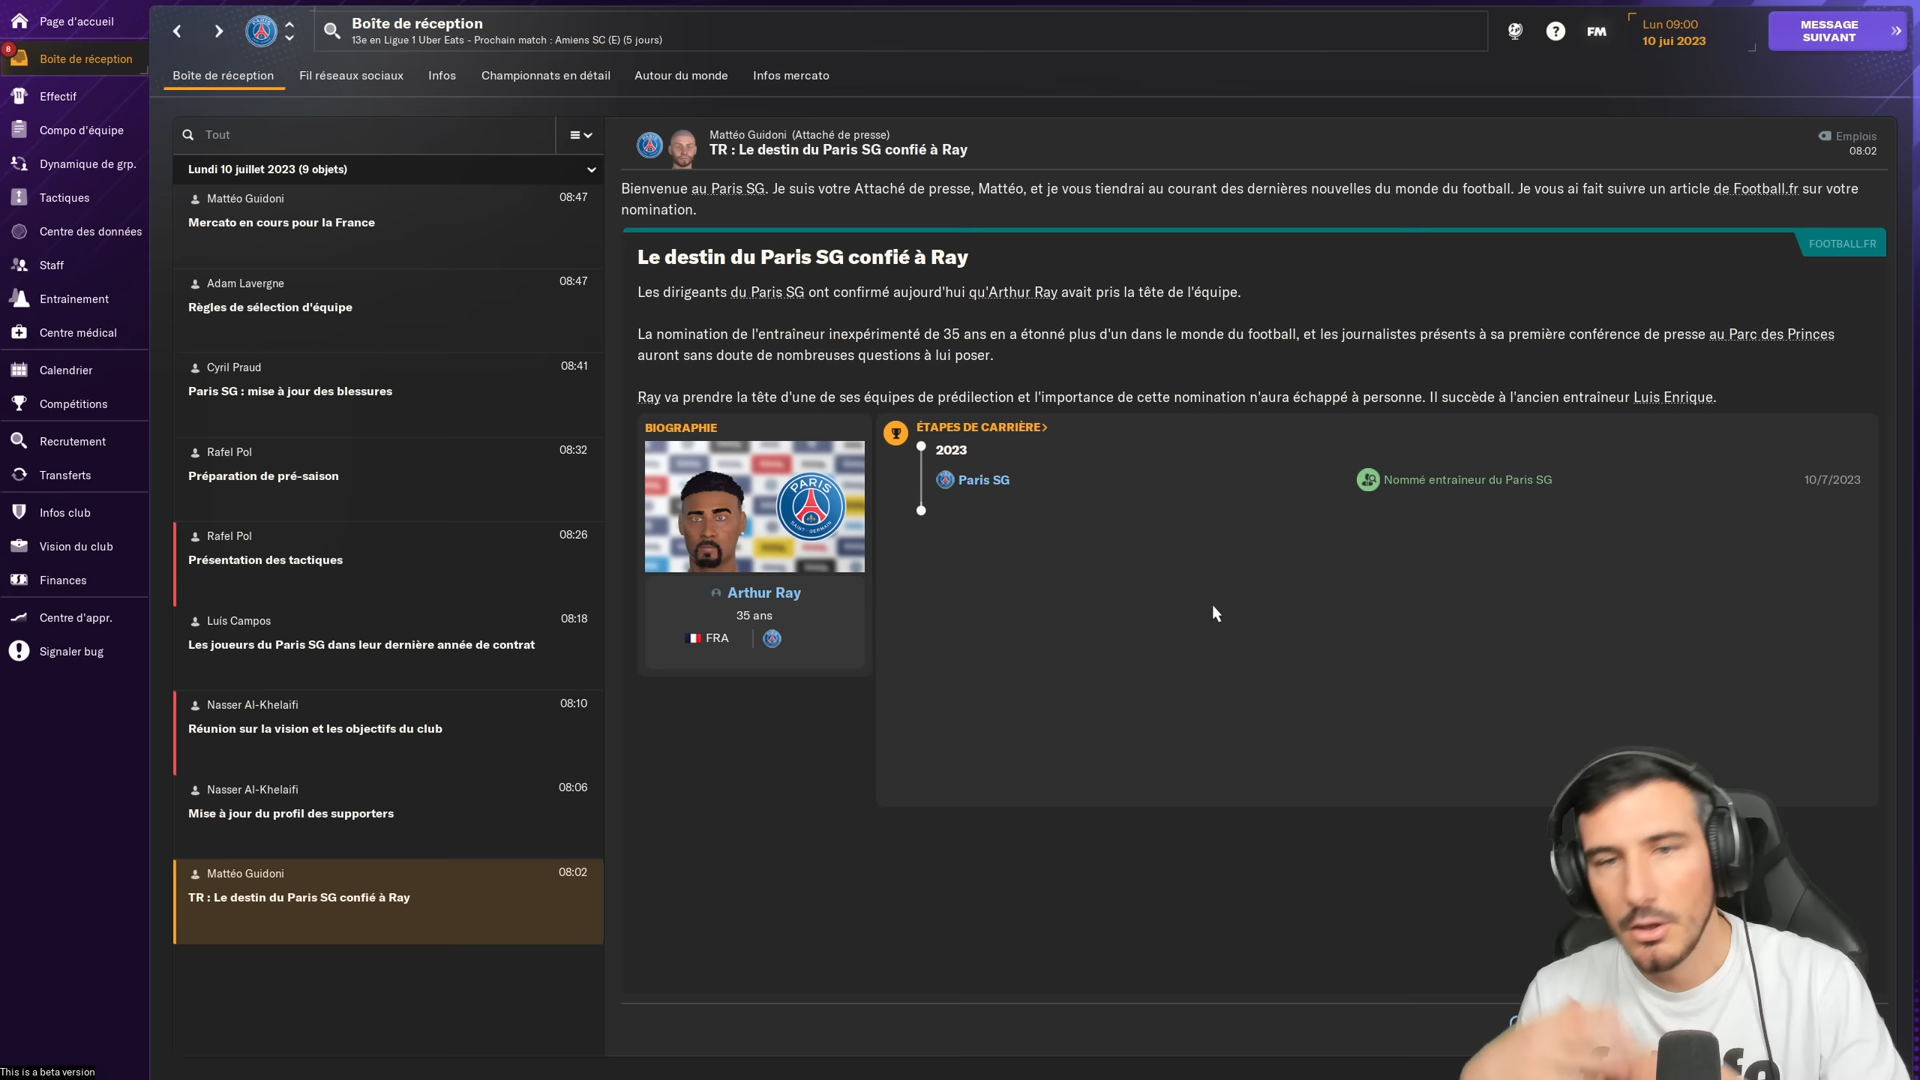 Page d'accueil
8
Boîte de réception
Effectif
Compo d'équipe
Dynamique de grp.
Tactiques
Centre des données
Staff
Entraînement
Centre médical
Calendrier
Compétitions
Recrutement
Transferts
Infos club
Vision du club
Finances
Centre d'appr.
Signaler bug
This is a beta version
Boîte de réception
13e en Ligue 1 Uber Eats - Prochain match : Amiens SC (E) (5 jours)
FM
Lun 09:00
10 jui 2023
MESSAGE
SUIVANT
Boîte de réception
Fil réseaux sociaux
Infos
Championnats en détail
Autour du monde
Infos mercato
Tout
Lundi 10 juillet 2023 (9 objets)
Mattéo Guidoni 08:47
Mercato en cours pour la France
Adam Lavergne 08:47
Règles de sélection d'équipe
Cyril Praud 08:41
Paris SG : mise à jour des blessures
Rafel Pol 08:32
Préparation de pré-saison
Rafel Pol 08:26
Présentation des tactiques
Luís Campos 08:18
Les joueurs du Paris SG dans leur dernière année de contrat
Nasser Al-Khelaifi 08:10
Réunion sur la vision et les objectifs du club
Nasser Al-Khelaifi 08:06
Mise à jour du profil des supporters
Mattéo Guidoni 08:02
TR : Le destin du Paris SG confié à Ray
Mattéo Guidoni (Attaché de presse)
TR : Le destin du Paris SG confié à Ray
Emplois
08:02
Bienvenue au Paris SG. Je suis votre Attaché de presse, Mattéo, et je vous tiendrai au courant des dernières nouvelles du monde du football. Je vous ai fait suivre un article de Football.fr sur votre
nomination.
FOOTBALL.FR
Le destin du Paris SG confié à Ray
Les dirigeants du Paris SG ont confirmé aujourd'hui qu'Arthur Ray avait pris la tête de l'équipe.
La nomination de l'entraîneur inexpérimenté de 35 ans en a étonné plus d'un dans le monde du football, et les journalistes présents à sa première conférence de presse au Parc des Princes
auront sans doute de nombreuses questions à lui poser.
Ray va prendre la tête d'une de ses équipes de prédilection et l'importance de cette nomination n'aura échappé à personne. Il succède à l'ancien entraîneur Luis Enrique.
BIOGRAPHIE
PARIS
SAINT-GERMAIN
Arthur Ray
35 ans
FRA
ÉTAPES DE CARRIÈRE>
2023
Paris SG
Nommé entraîneur du Paris SG
10/7/2023